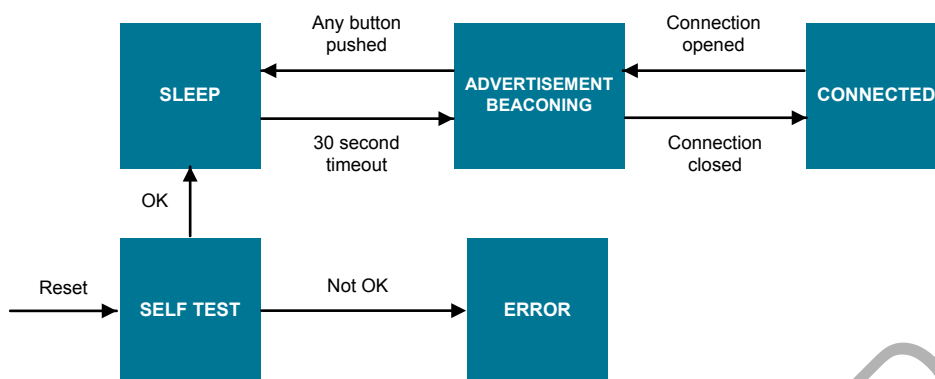 Any button
pushed
Connection
opened
SLEEP
ADVERTISEMENT
BEACONING
CONNECTED
30 second
timeout
Connection
closed
OK
Reset
SELF TEST
Not OK
ERROR